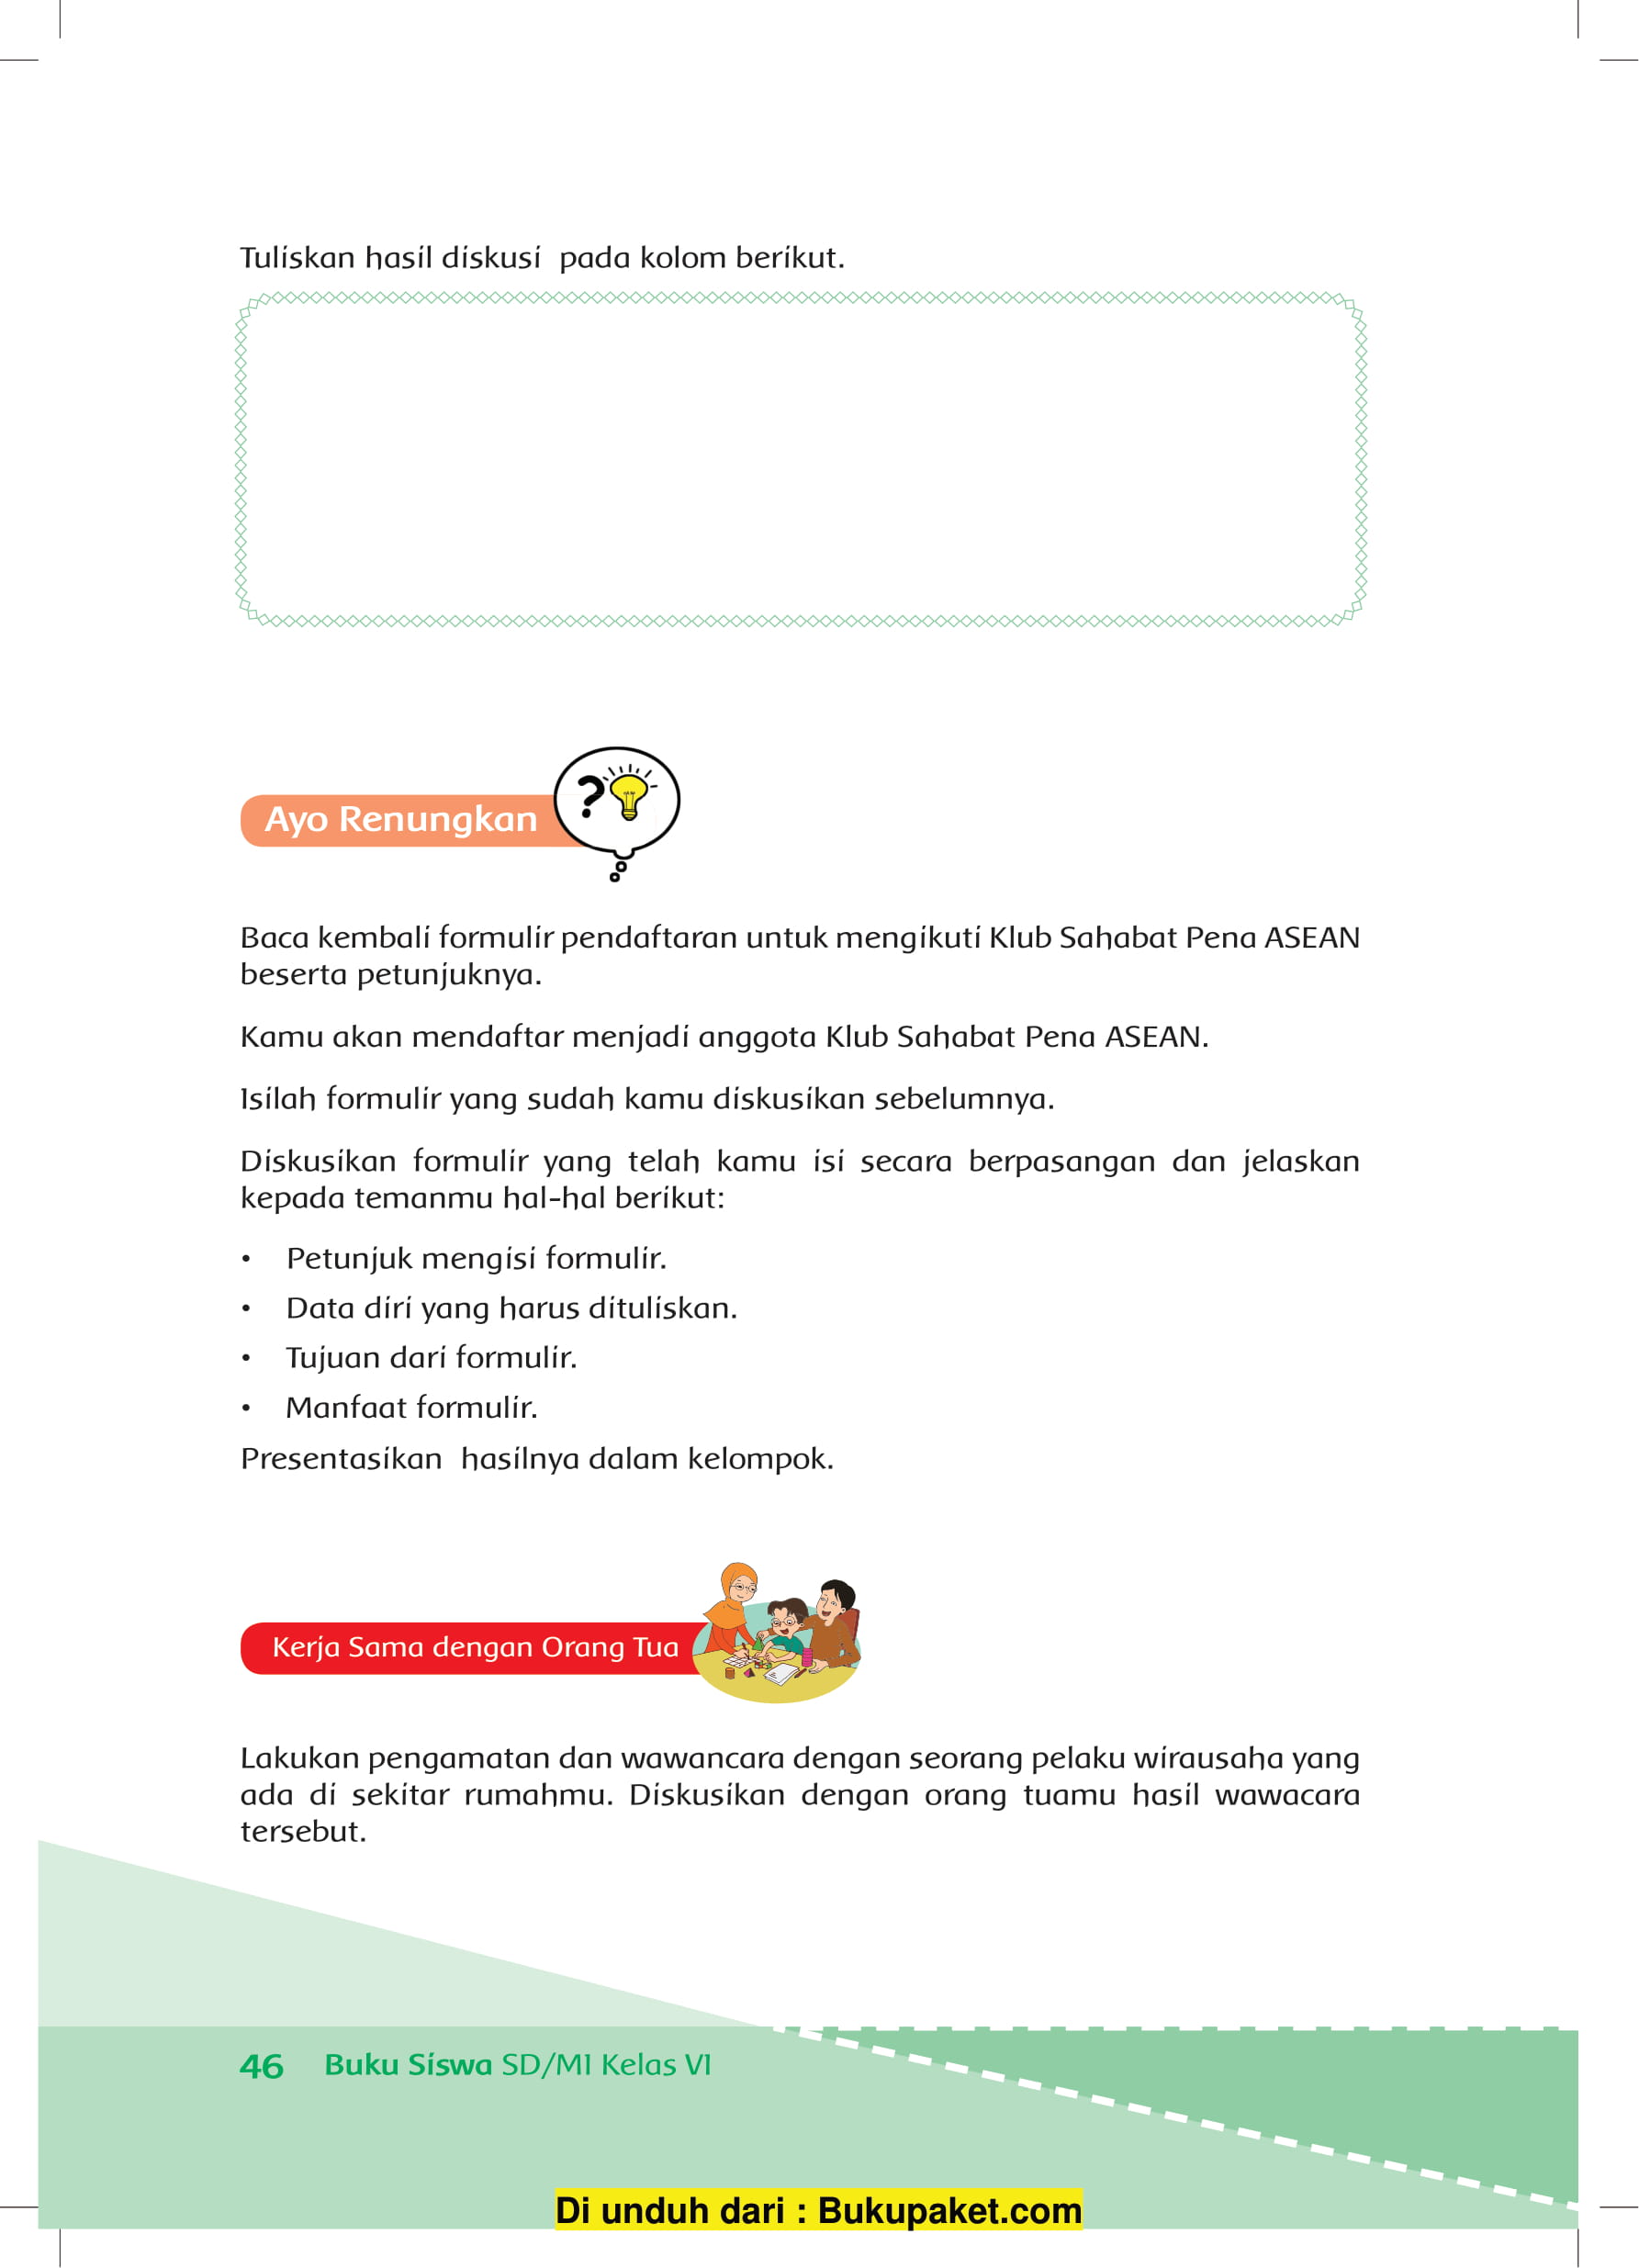 Tuliskan hasil diskusi  pada kolom berikut.
Ayo Renungkan
?
Baca kembali formulir pendaftaran untuk mengikuti Klub Sahabat Pena ASEAN
beserta petunjuknya.
Kamu akan mendaftar menjadi anggota Klub Sahabat Pena ASEAN.
Isilah formulir yang sudah kamu diskusikan sebelumnya.
Diskusikan formulir yang telah kamu isi secara berpasangan dan jelaskan
kepada temanmu hal-hal berikut:
• Petunjuk mengisi formulir.
• Data diri yang harus dituliskan.
• Tujuan dari formulir.
• Manfaat formulir.
Presentasikan  hasilnya dalam kelompok.
Kerja Sama dengan Orang Tua
Lakukan pengamatan dan wawancara dengan seorang pelaku wirausaha yang
ada di sekitar rumahmu. Diskusikan dengan orang tuamu hasil wawacara
tersebut.
46 Buku Siswa SD/MI Kelas VI
Di unduh dari : Bukupaket.com